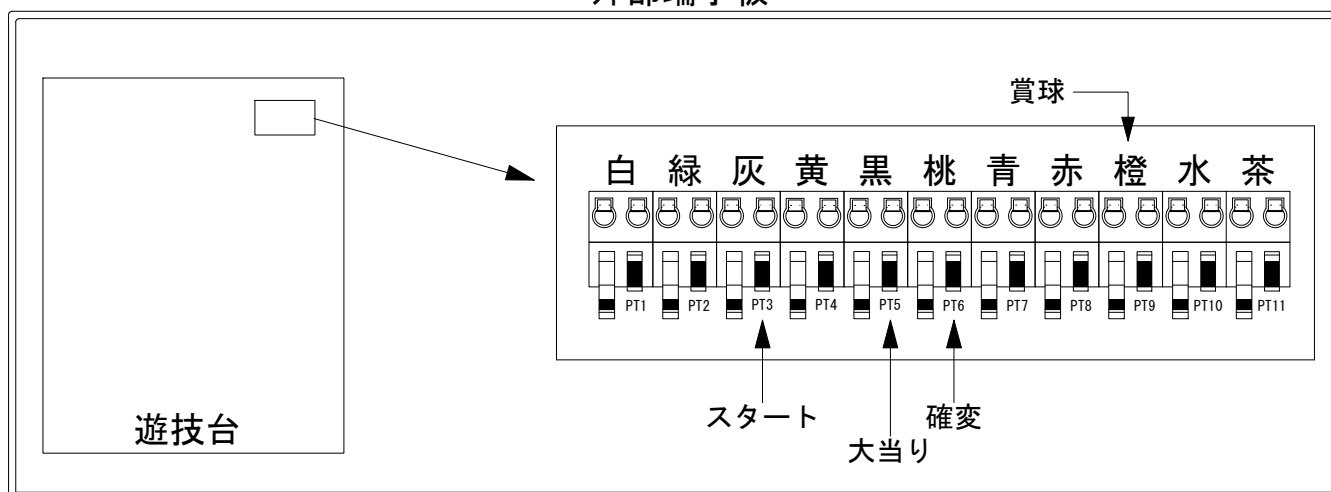 賞球
白 緑 灰 黄 黒 桃 青 赤 橙 水 茶
PT1 PT2 PT3 PT4 PT5 PT6 PT7 PT8 PT9 PT10 PT11
スタート 確変
遊技台
大当り